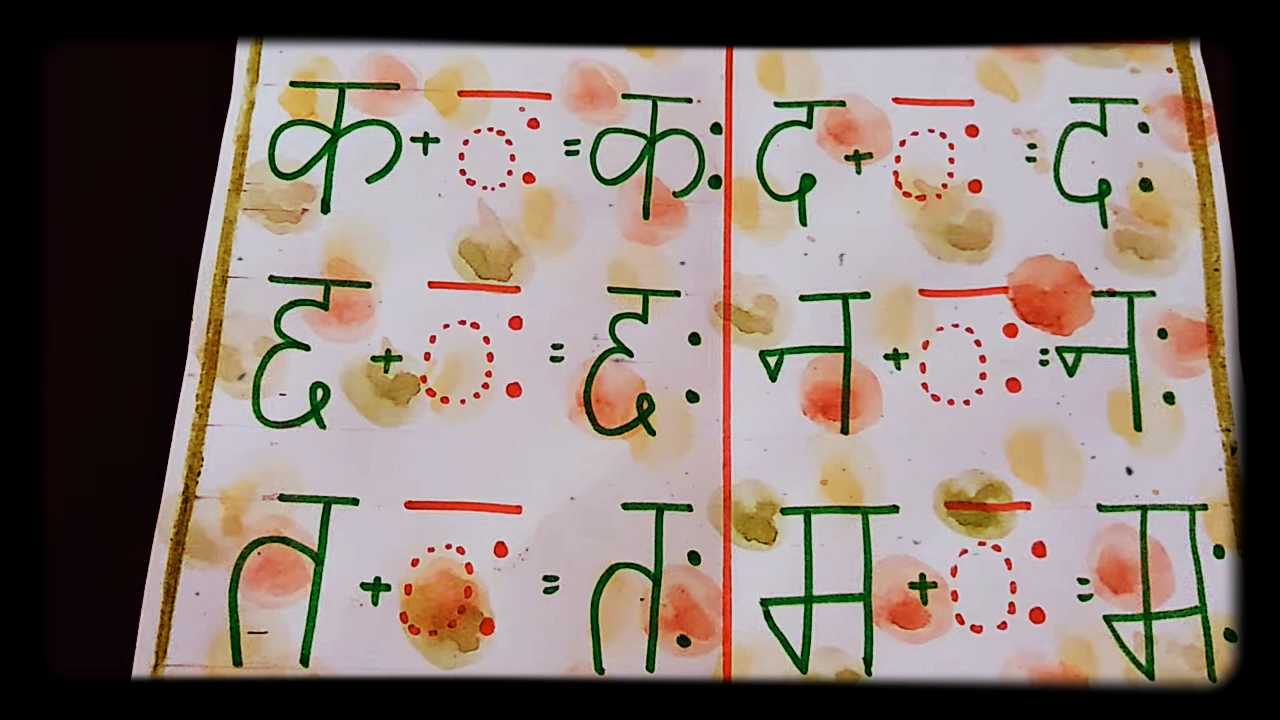 क + ः = कः
द + ः = दः
ह + ः = हः
न + ः = नः
त + ः = तः
म + ः = मः